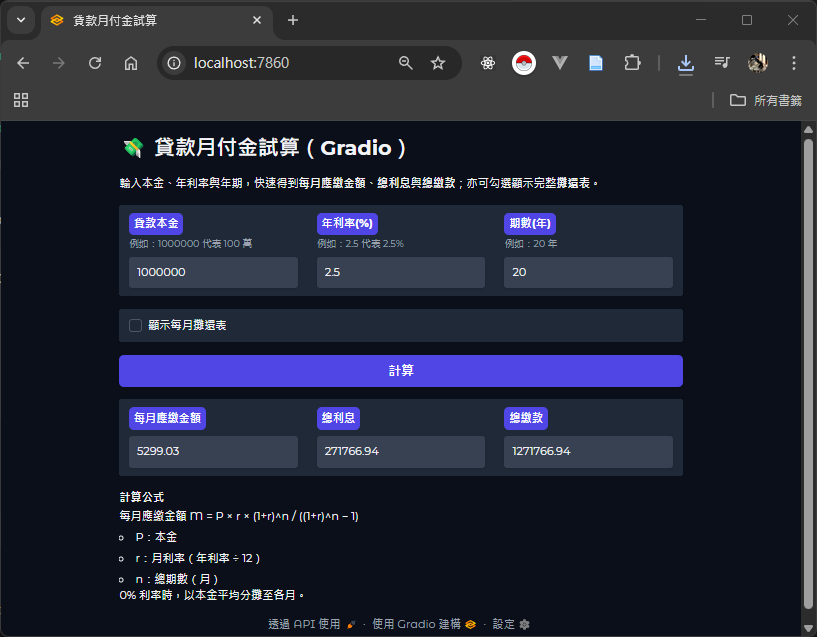 貸款月付金試算
localhost:7860
所有書籤
貸款月付金試算（Gradio）
輸入本金、年利率與年期，快速得到每月應繳金額、總利息與總繳款；亦可勾選顯示完整攤還表。
貸款本金 年利率(%) 期數(年)
例如：1000000 代表 100 萬 例如：2.5 代表 2.5% 例如：20 年
1000000 2.5 20
顯示每月攤還表
計算
每月應繳金額 總利息 總繳款
5299.03 271766.94 1271766.94
計算公式
每月應繳金額 M = P × r × (1+r)^n / ((1+r)^n − 1)
P：本金
r：月利率（年利率 ÷ 12）
n：總期數（月）
0% 利率時，以本金平均分攤至各月。
透過 API 使用 · 使用 Gradio 建構 · 設定